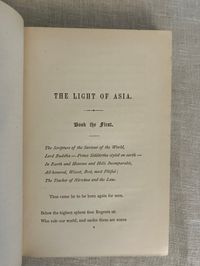 THE LIGHT OF ASIA.
Book the First.
The Scripture of the Saviour of the World,
Lord Buddha—Prince Siddârtha styled on earth—
In Earth and Heavens and Hells Incomparable,
All-honored, Wisest, Best, most Pitiful;
The Teacher of Nirvâna and the Law.
Thus came he to be born again for men.
Below the highest sphere four Regents sit
Who rule our world, and under them are zones